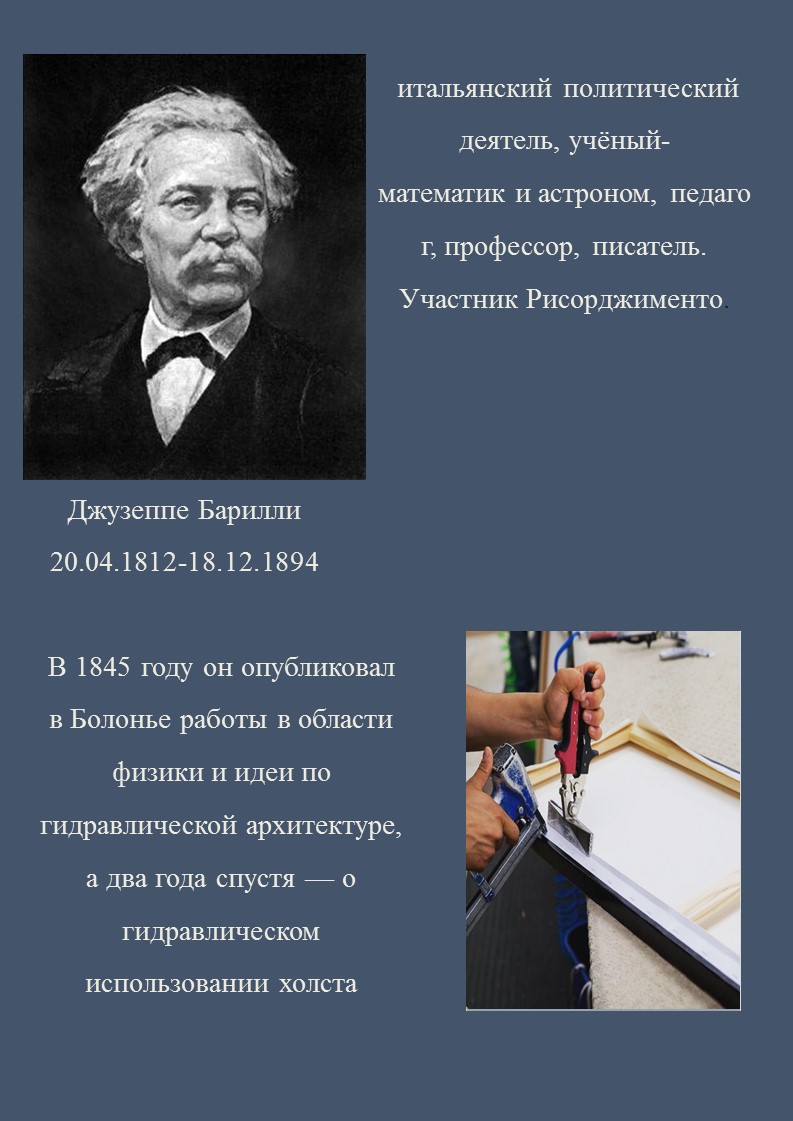 итальянский политический
деятель, учёный-
математик и астроном, педаго
г, профессор, писатель.
Участник Рисорджименто.
Джузеппе Барилли
20.04.1812-18.12.1894
В 1845 году он опубликовал
в Болонье работы в области
физики и идеи по
гидравлической архитектуре,
а два года спустя — о
гидравлическом
использовании холста